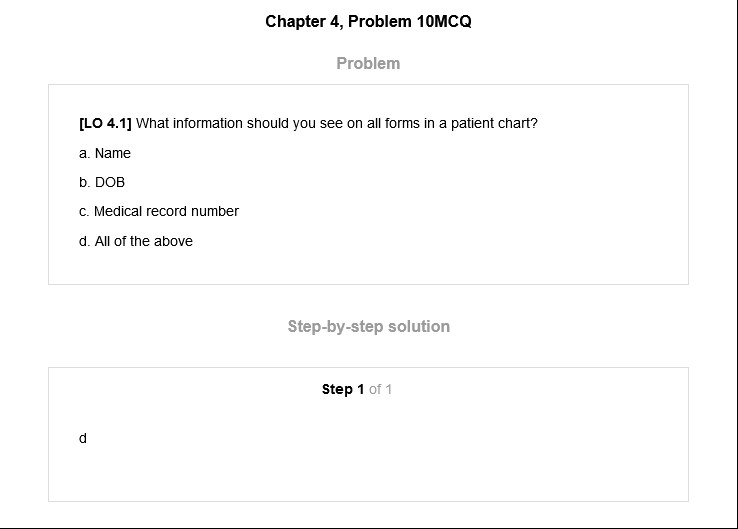 Chapter 4, Problem 10MCQ
Problem
[LO 4.1] What information should you see on all forms in a patient chart?
a. Name
b. DOB
c. Medical record number
d. All of the above
Step-by-step solution
Step 1 of 1
d